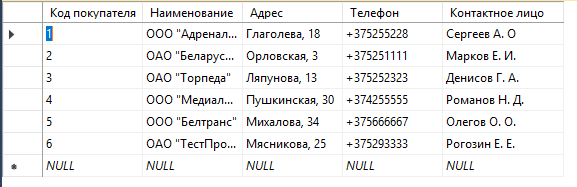 Код покупателя Наименование Адрес Телефон Контактное лицо
1 ООО "Адренал... Глаголева, 18 +375255228 Сергеев А. О
2 ОАО "Беларус... Орловская, 3 +375251111 Марков Е. И.
3 ОАО "Торпеда" Ляпунова, 13 +375252323 Денисов Г. А.
4 ООО "Медиал... Пушкинская, 30 +374255555 Романов Н. Д.
5 ООО "Белтранс" Михалова, 34 +375666667 Олегов О. О.
6 ОАО "ТестПро... Мясникова, 25 +375293333 Рогозин Е. Е.
NULL NULL NULL NULL NULL